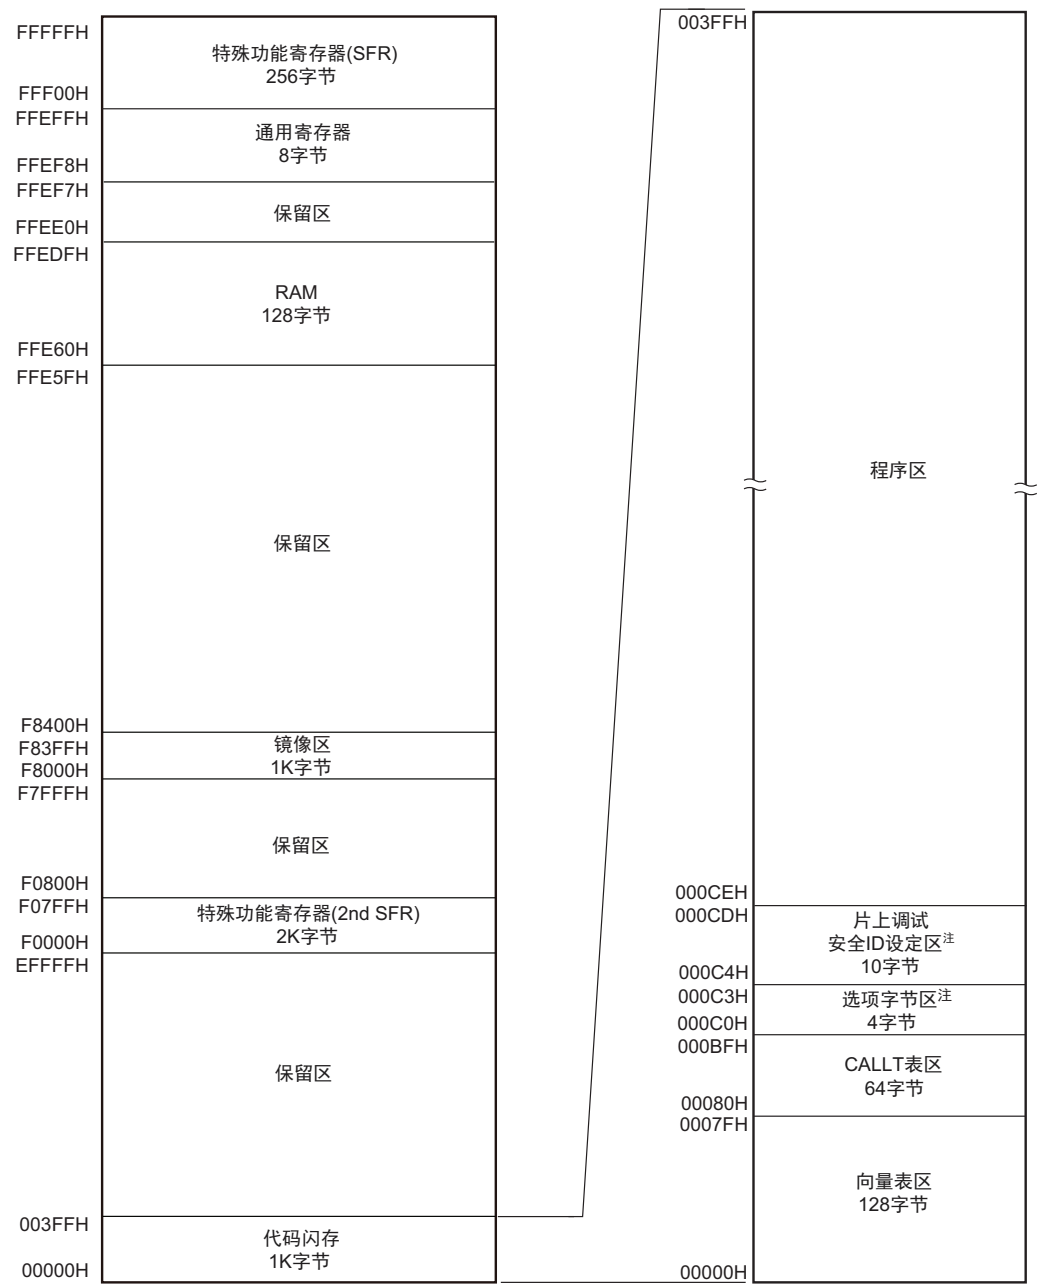 FFFFFH
特殊功能寄存器(SFR)
256字节
FFF00H
FFEFFH
通用寄存器
8字节
FFEF8H
FFEF7H
保留区
FFEE0H
FFEDFH
RAM
128字节
FFE60H
FFE5FH
保留区
F8400H
F83FFH
镜像区
1K字节
F8000H
F7FFFH
保留区
F0800H
F07FFH
特殊功能寄存器(2nd SFR)
2K字节
F0000H
EFFFFH
保留区
003FFH
代码闪存
1K字节
00000H
003FFH
程序区
000CEH
000CDH
片上调试
安全ID设定区注
10字节
000C4H
000C3H
选项字节区注
4字节
000C0H
000BFH
CALLT表区
64字节
00080H
0007FH
向量表区
128字节
00000H